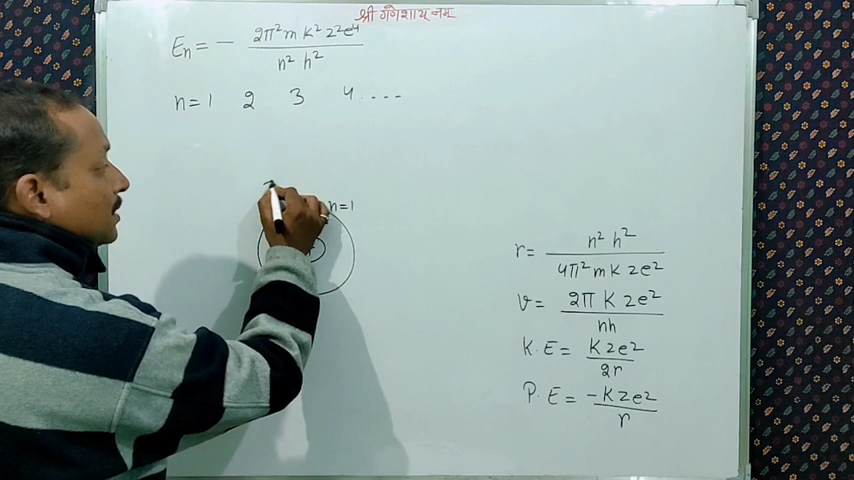 श्री गणेशाय नमः
En = - 2π²mK²z²e⁴ / n²h²
n=1 2 3 4....
n=1
r = n²h² / 4π²mKze²
v = 2πKze² / nh
K.E = Kze² / 2r
P.E = -Kze² / r